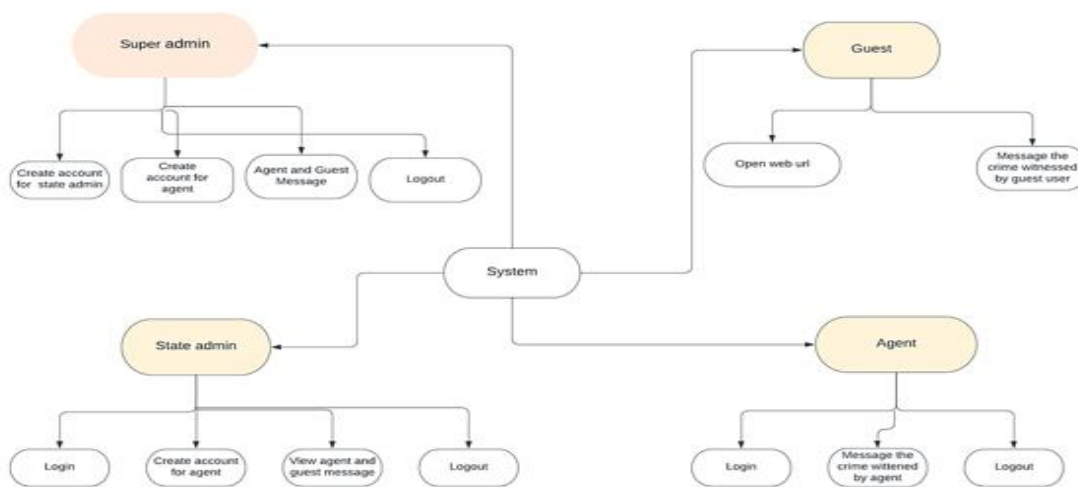 Super admin
Guest
Create account
for state admin
Create
account for
agent
Agent and Guest
Message
Logout
Open web url
Message the
crime witnessed
by guest user
System
State admin
Agent
Login
Create account
for agent
View agent and
guest message
Logout
Login
Message the
crime wittened
by agent
Logout